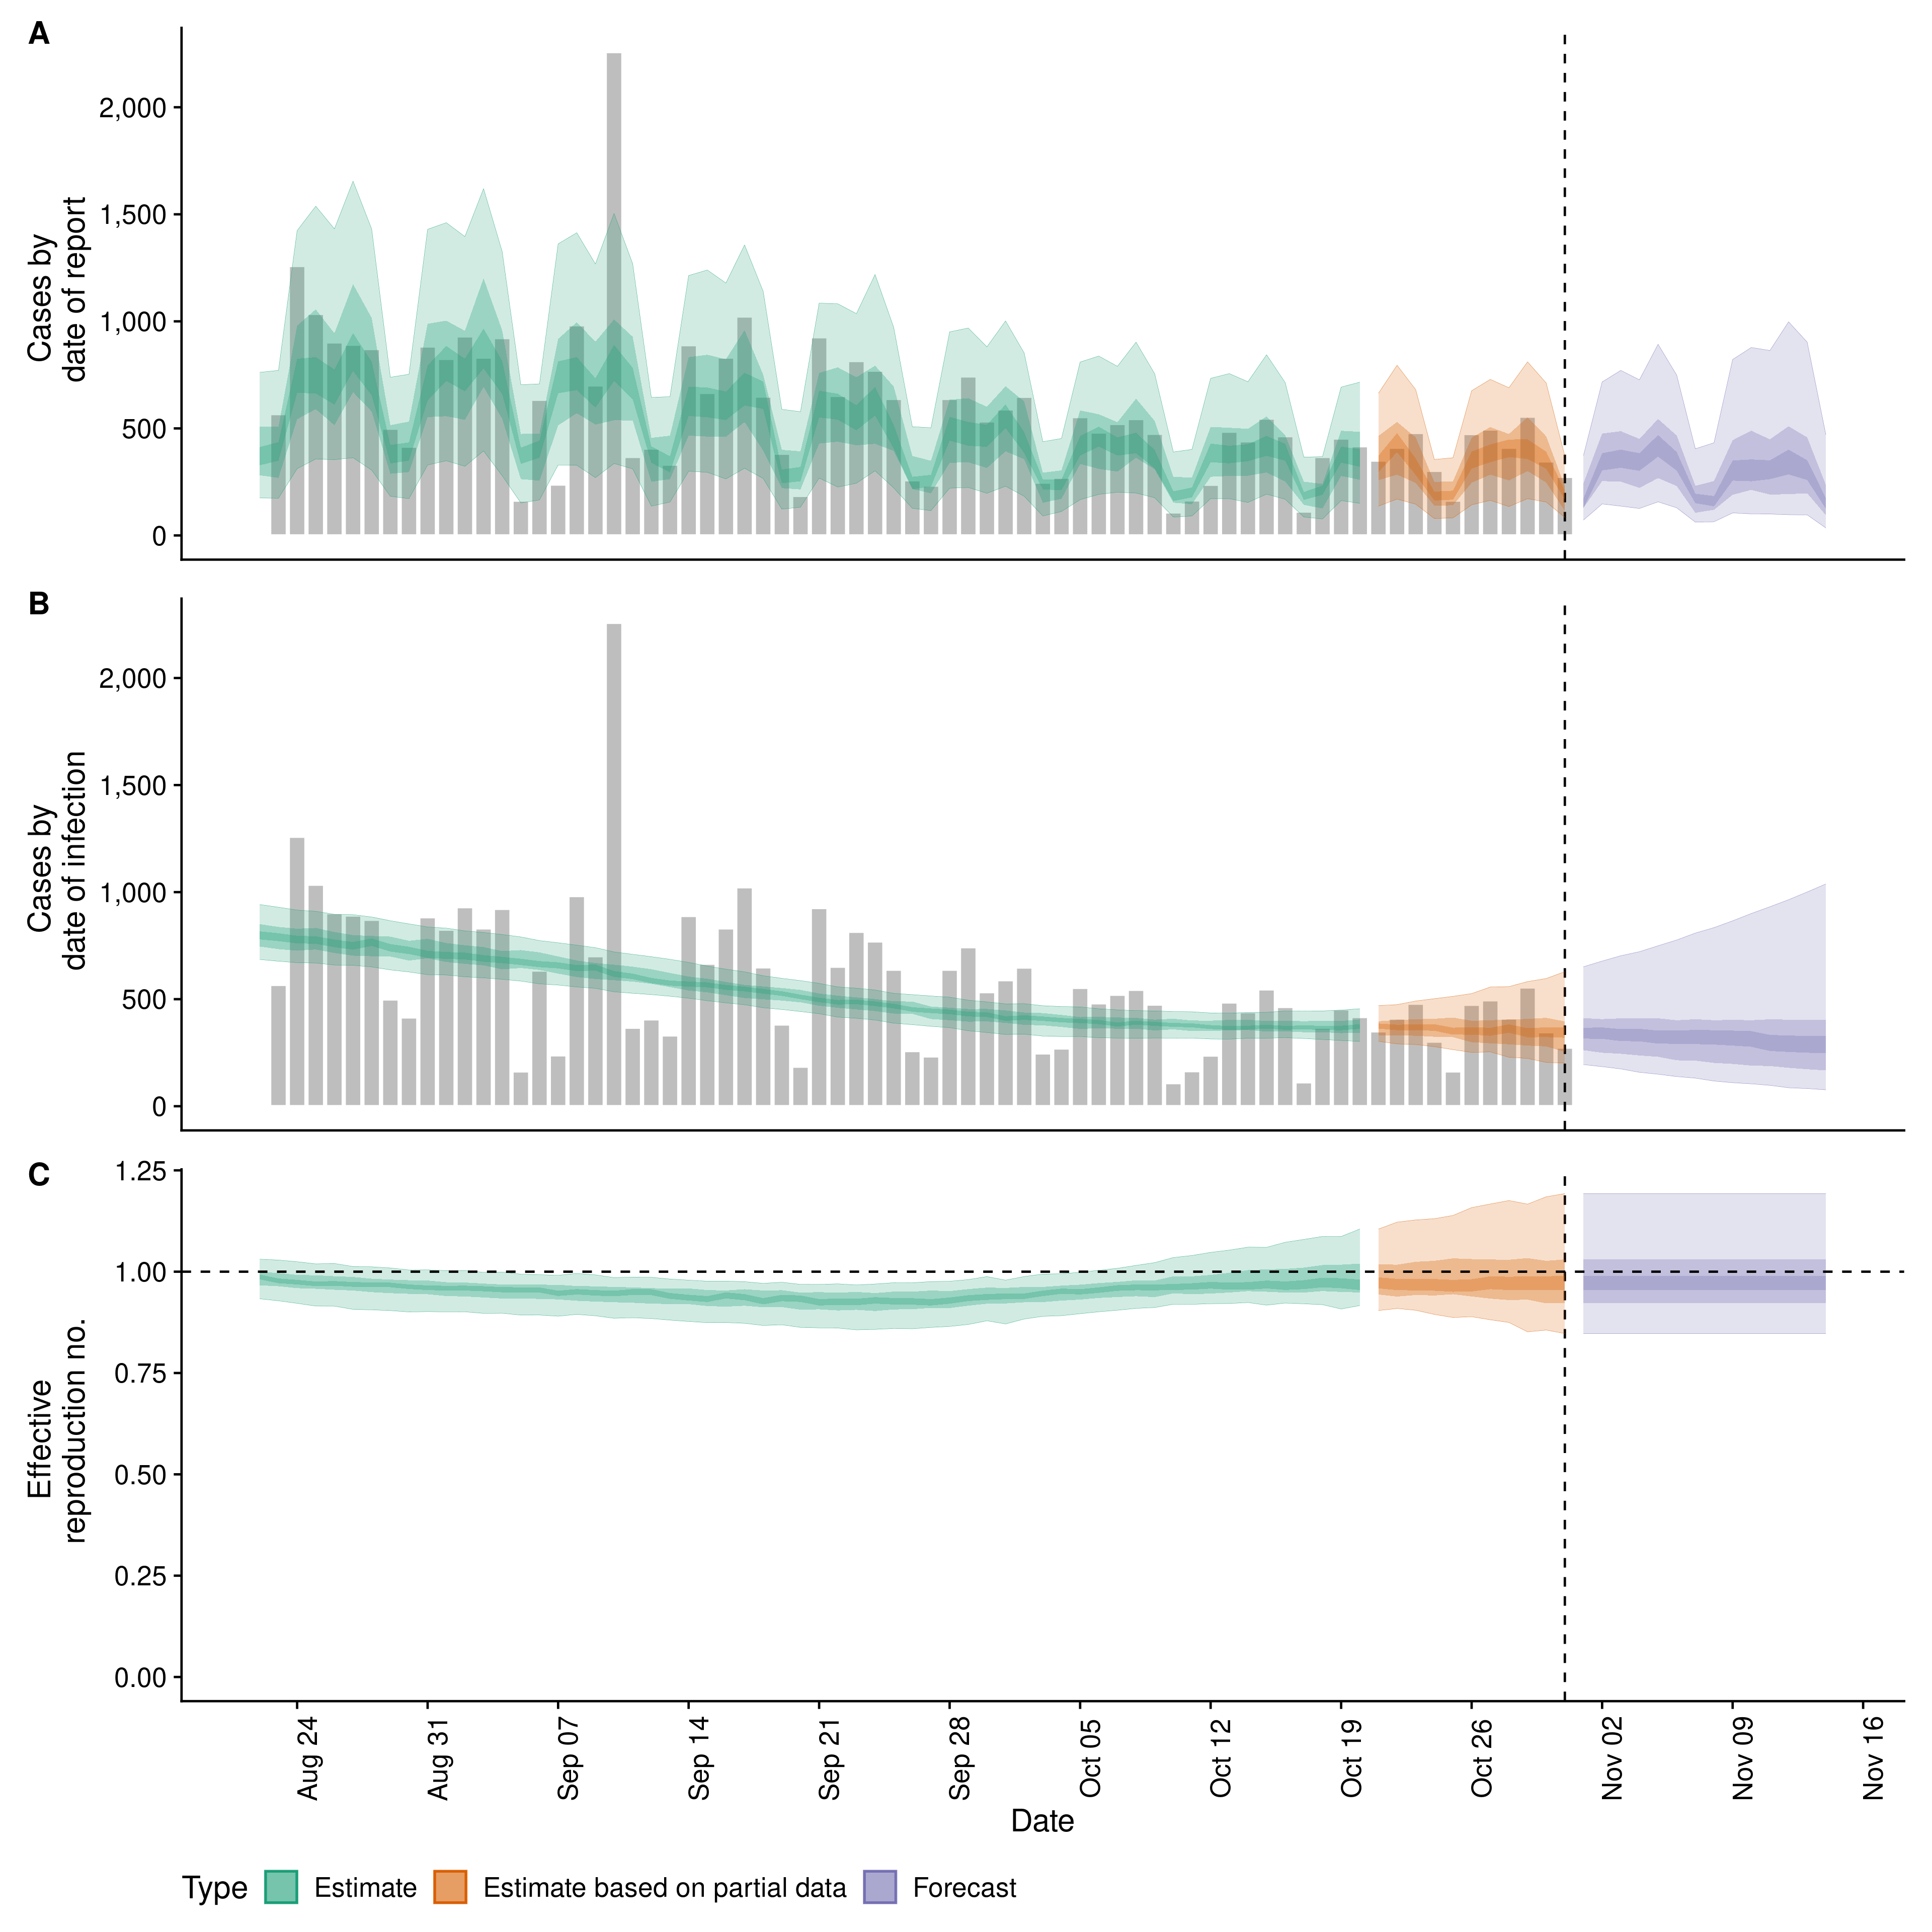 A
Cases by
date of report
2,000
1,500
1,000
500
0
B
Cases by
date of infection
2,000
1,500
1,000
500
0
C
Effective
reproduction no.
1.25
1.00
0.75
0.50
0.25
0.00
Aug 24
Aug 31
Sep 07
Sep 14
Sep 21
Sep 28
Oct 05
Oct 12
Oct 19
Oct 26
Nov 02
Nov 09
Nov 16
Date
Type Estimate Estimate based on partial data Forecast